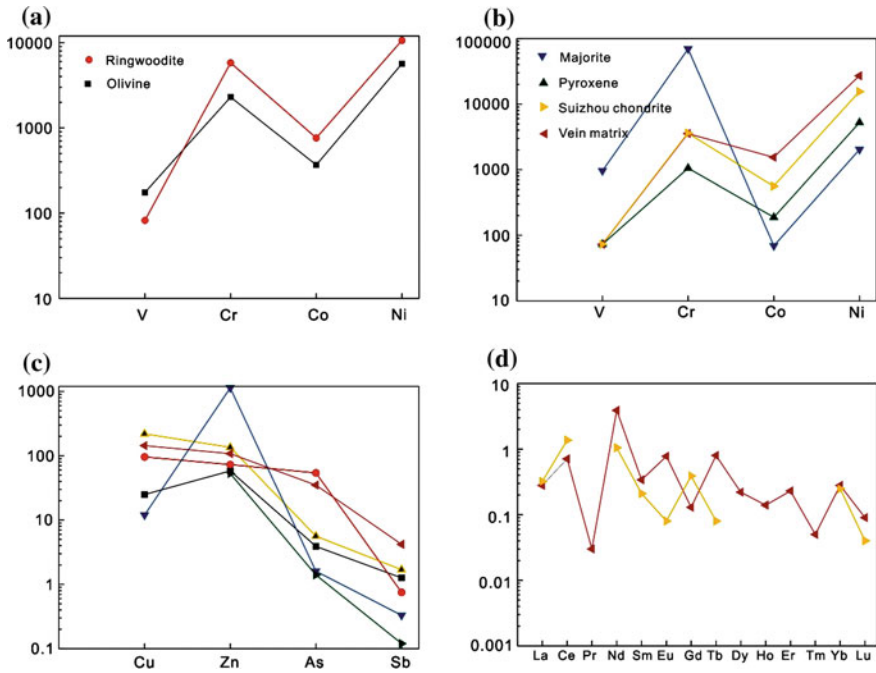 (a)
10000
1000
100
10
Ringwoodite
Olivine
V Cr Co Ni
(b)
100000
10000
1000
100
10
Majorite
Pyroxene
Suizhou chondrite
Vein matrix
V Cr Co Ni
(c)
1000
100
10
1
0.1
Cu Zn As Sb
(d)
10
1
0.1
0.01
0.001
La Ce Pr Nd Sm Eu Gd Tb Dy Ho Er Tm Yb Lu